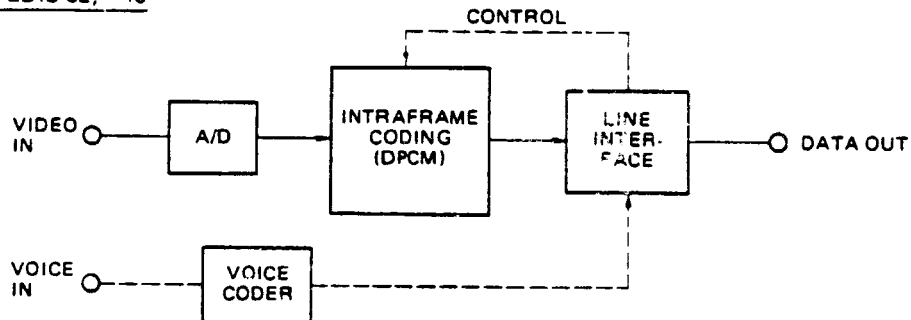 CONTROL
VIDEO
IN
A/D
INTRAFRAME
CODING
(DPCM)
LINE
INTER-
FACE
DATA OUT
VOICE
IN
VOICE
CODER